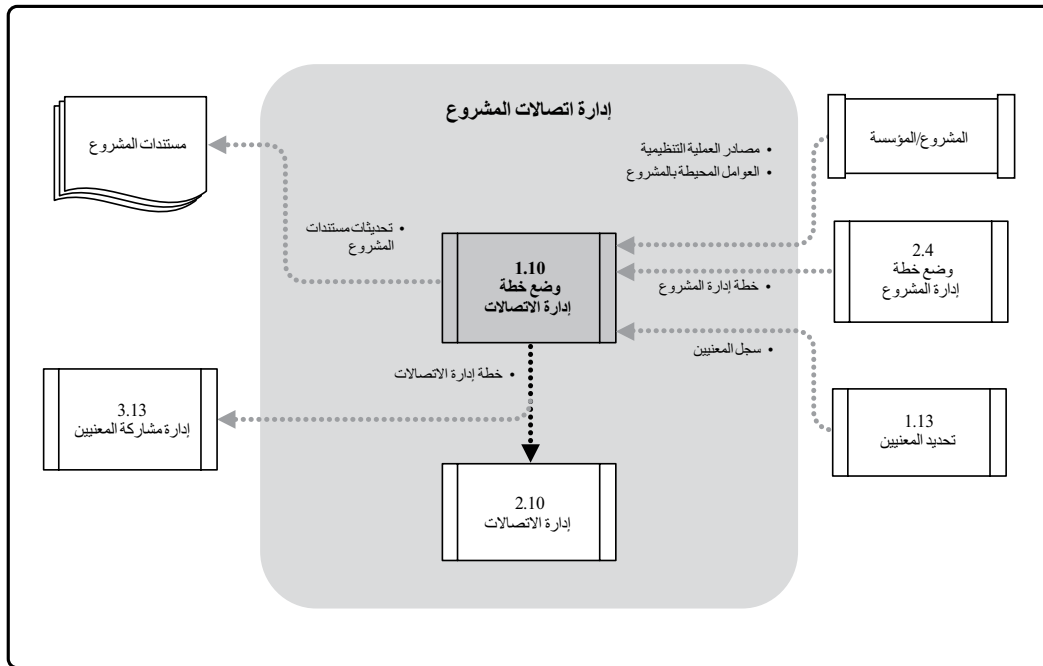 إدارة اتصالات المشروع
المشروع/المؤسسة
• مصادر العملية التنظيمية
• العوامل المحيطة بالمشروع
مستندات المشروع
2.4
وضع خطة
إدارة المشروع
• خطة إدارة المشروع
1.10
وضع خطة
إدارة الاتصالات
• تحديثات مستندات
المشروع
• سجل المعنيين
1.13
تحديد المعنيين
• خطة إدارة الاتصالات
3.13
إدارة مشاركة المعنيين
2.10
إدارة الاتصالات